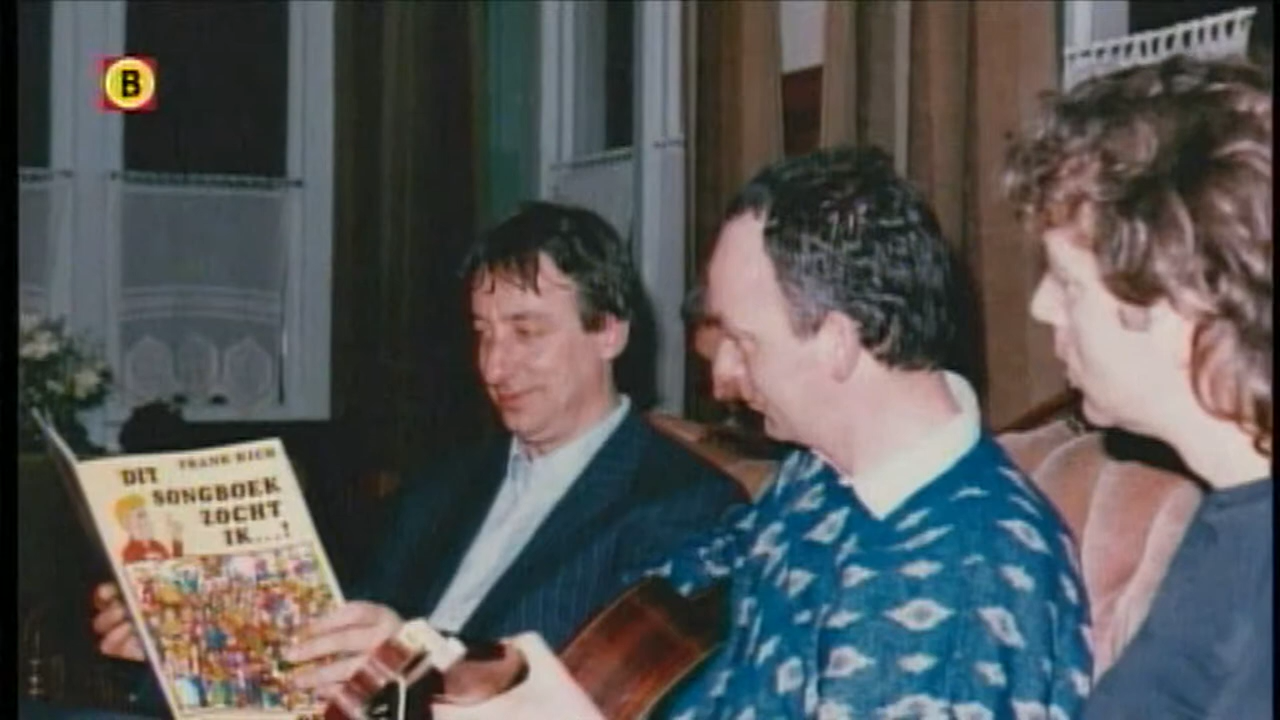 B
FRANK RICH
DIT
SONGBOEK
ZOCHT
IK....!